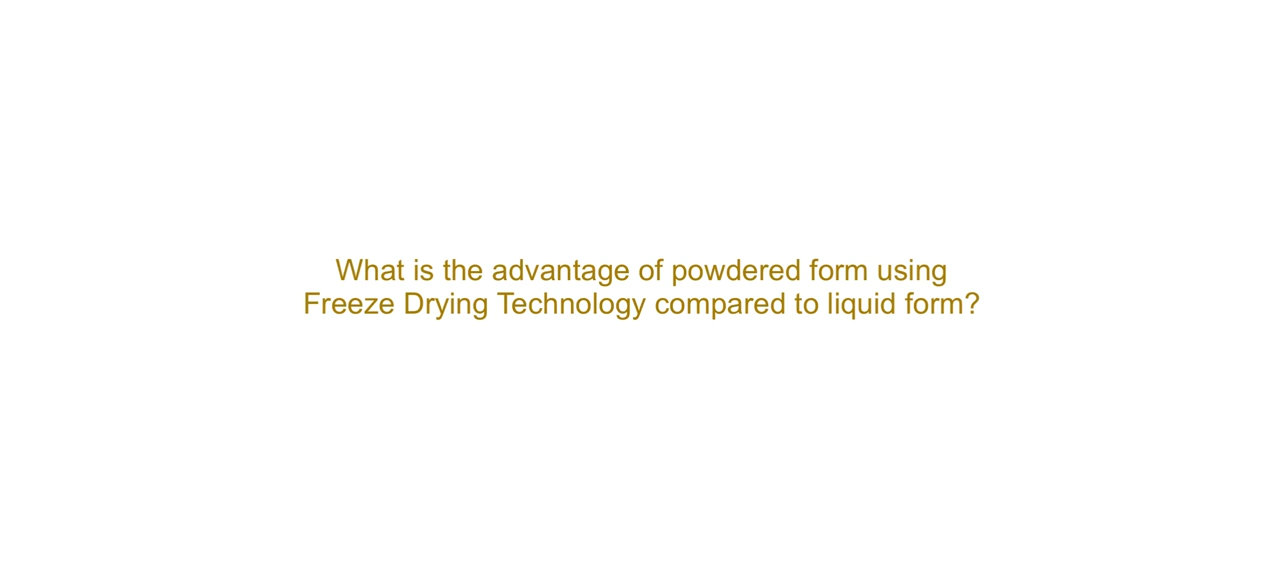 What is the advantage of powdered form using
Freeze Drying Technology compared to liquid form?